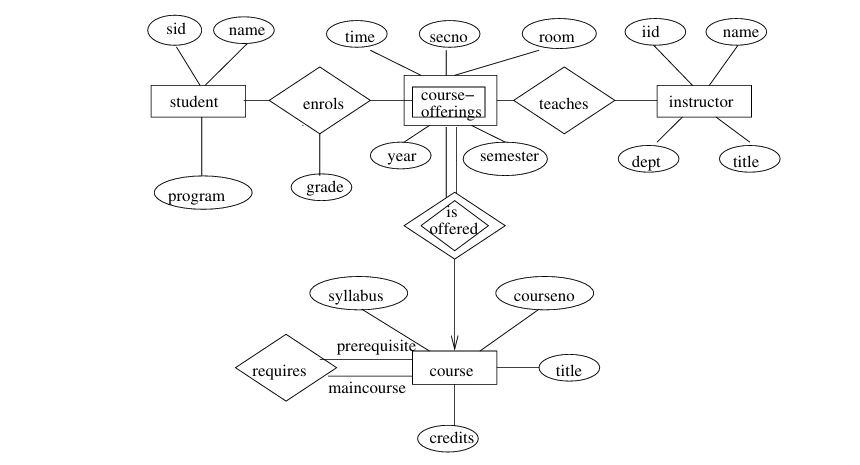 sid
name
time
secno
room
iid
name
student
enrols
course–
offerings
teaches
instructor
year
semester
dept
title
program
grade
is
offered
syllabus
courseno
prerequisite
requires
course
title
maincourse
credits